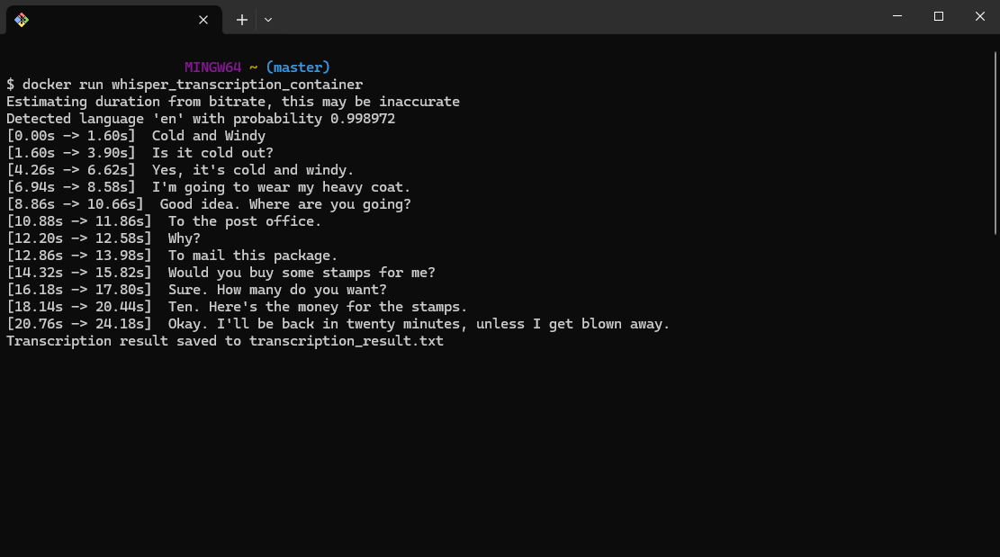 MINGW64 ~ (master)
$ docker run whisper_transcription_container
Estimating duration from bitrate, this may be inaccurate
Detected language 'en' with probability 0.998972
[0.00s -> 1.60s]  Cold and Windy
[1.60s -> 3.90s]  Is it cold out?
[4.26s -> 6.62s]  Yes, it's cold and windy.
[6.94s -> 8.58s]  I'm going to wear my heavy coat.
[8.86s -> 10.66s]  Good idea. Where are you going?
[10.88s -> 11.86s]  To the post office.
[12.20s -> 12.58s]  Why?
[12.86s -> 13.98s]  To mail this package.
[14.32s -> 15.82s]  Would you buy some stamps for me?
[16.18s -> 17.80s]  Sure. How many do you want?
[18.14s -> 20.44s]  Ten. Here's the money for the stamps.
[20.76s -> 24.18s]  Okay. I'll be back in twenty minutes, unless I get blown away.
Transcription result saved to transcription_result.txt